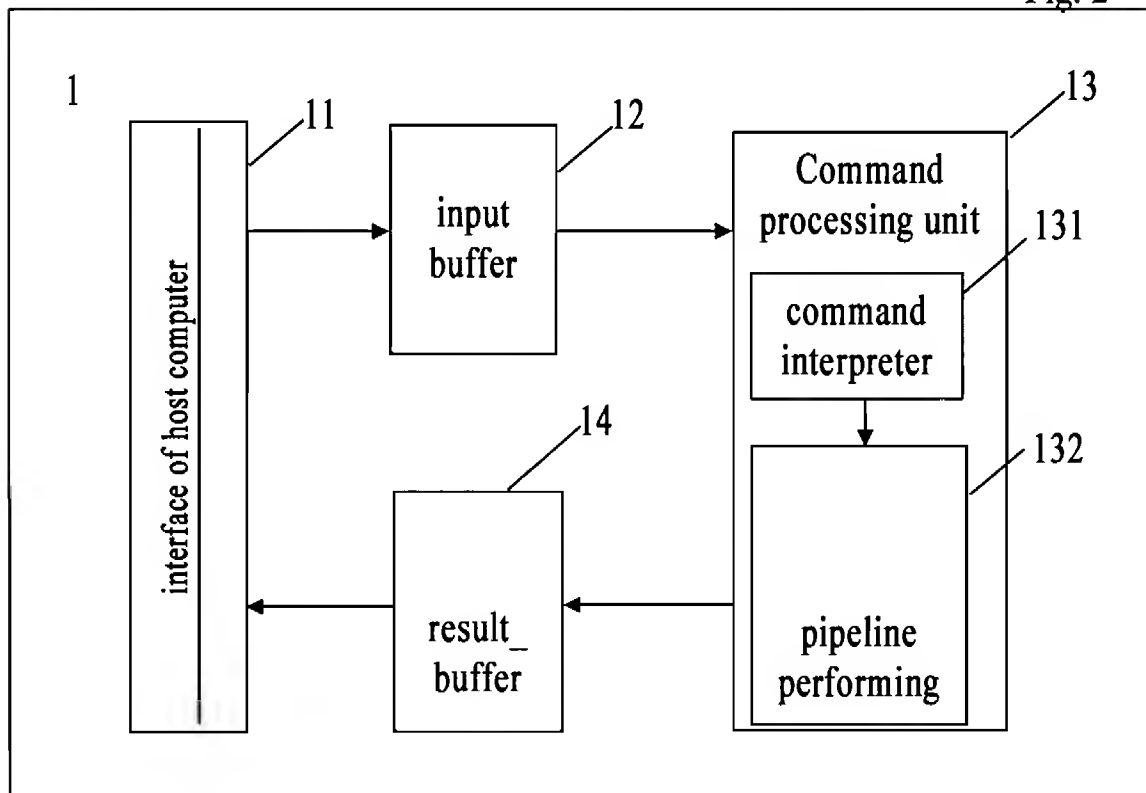 Fig. 2
1
11
12
13
Command
processing unit
131
input
buffer
command
interpreter
interface of host computer
14
132
result_
buffer
pipeline
performing